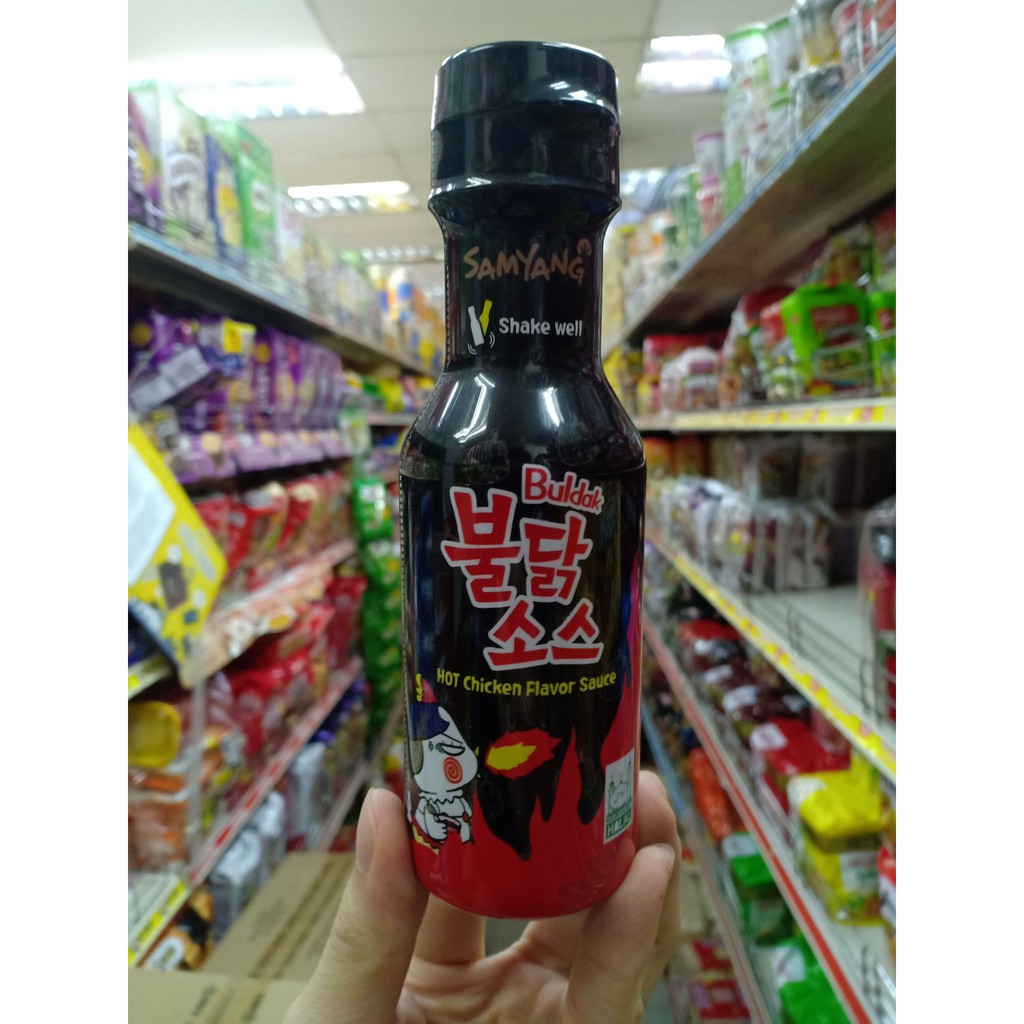 SAMYANG
Shake well
Buldak
불닭
소스
HOT Chicken Flavor Sauce
HALAL